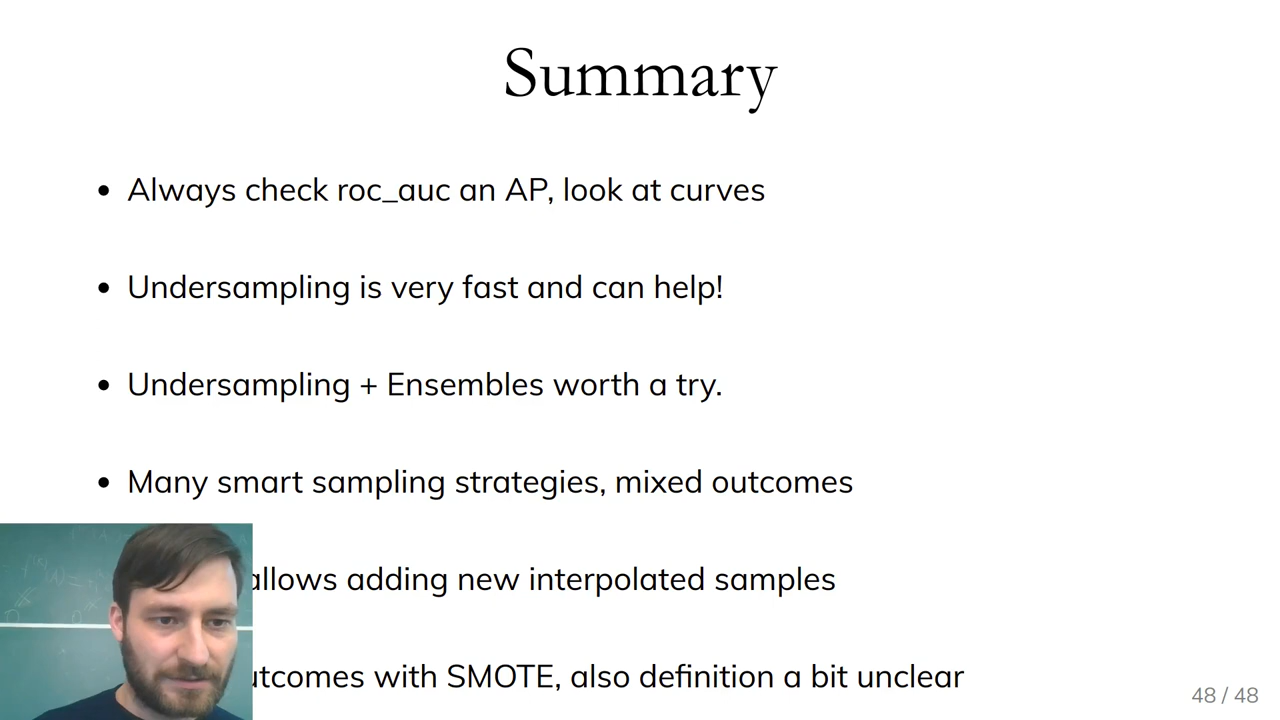 Summary
Always check roc_auc an AP, look at curves
Undersampling is very fast and can help!
Undersampling + Ensembles worth a try.
Many smart sampling strategies, mixed outcomes
allows adding new interpolated samples
with SMOTE, also definition a bit unclear
48 / 48